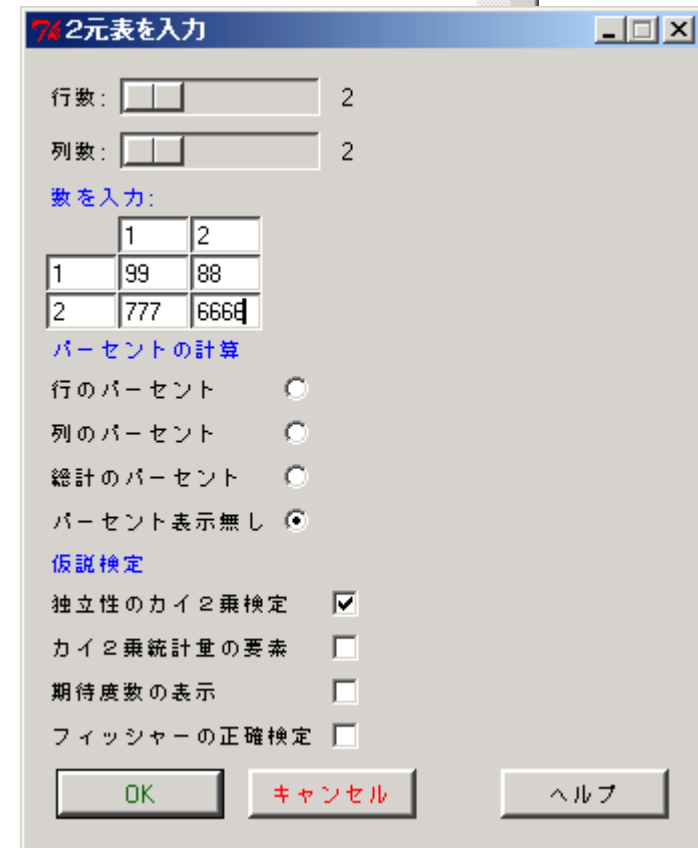 2元表を入力
行数: 2
列数: 2
数を入力:
1 2
1 99 88
2 777 6666
パーセントの計算
行のパーセント
列のパーセント
総計のパーセント
パーセント表示無し
仮説検定
独立性のカイ2乗検定
カイ2乗統計量の要素
期待度数の表示
フィッシャーの正確検定
OK キャンセル ヘルプ